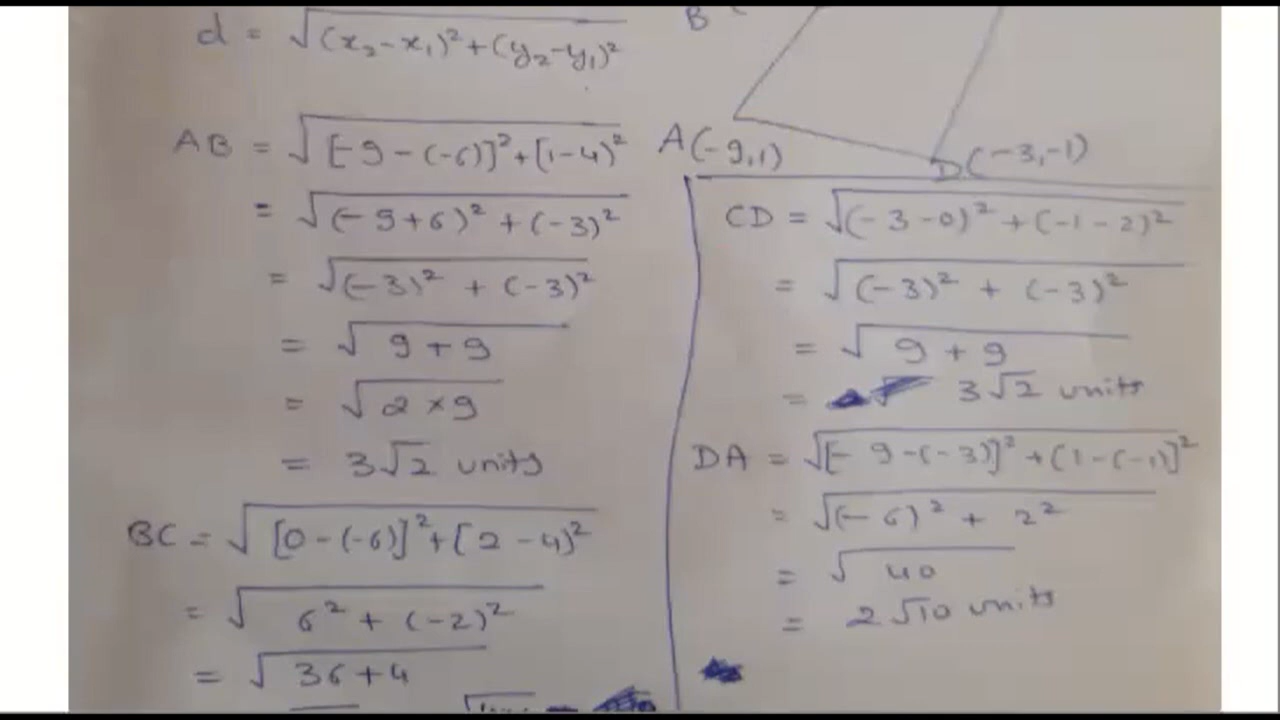 d = √(x₂-x₁)²+(y₂-y₁)²
B
A(-9,1)
D(-3,-1)
AB = √[-9-(-6)]²+[1-4)²
= √(-9+6)²+(-3)²
= √(-3)² + (-3)²
= √9+9
= √2×9
= 3√2 units
BC = √[0-(-6)]²+[2-4)²
= √6²+(-2)²
= √36+4
CD = √(-3-0)²+(-1-2)²
= √(-3)² + (-3)²
= √9+9
= 3√2 units
DA = √[-9-(-3)]²+(1-(-1)]²
= √(-6)² + 2²
= √40
= 2√10 units